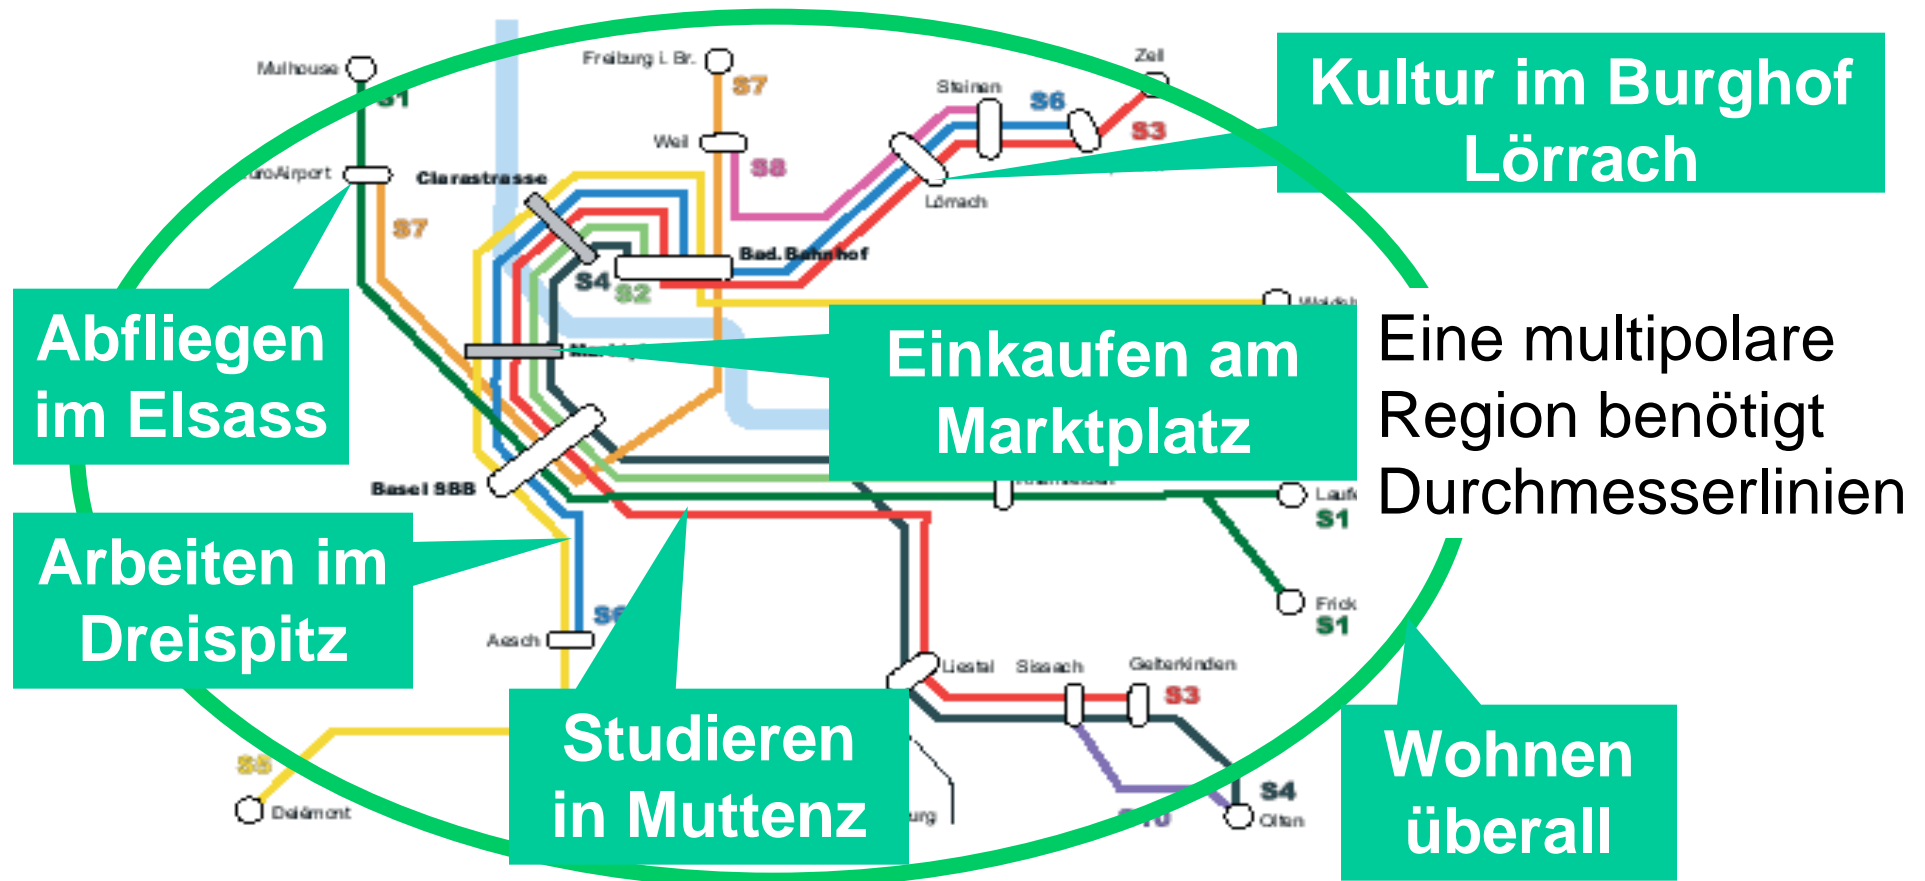 Mulhouse
Freiburg i. Br.
Zell
S1
S7
Steinen
S6
S3
Kultur im Burghof
Lörrach
Weil
S8
EuroAirport
Clarastrasse
Lörrach
S7
Bad. Bahnhof
S4
S2
Abfliegen
im Elsass
Einkaufen am
Marktplatz
Eine multipolare
Region benötigt
Durchmesserlinien
Basel SBB
S1
Arbeiten im
Dreispitz
Frick
S1
S6
Aesch
Liestal
Sissach
Gelterkinden
S3
Studieren
in Muttenz
Wohnen
überall
S5
Delémont
S4
Olten